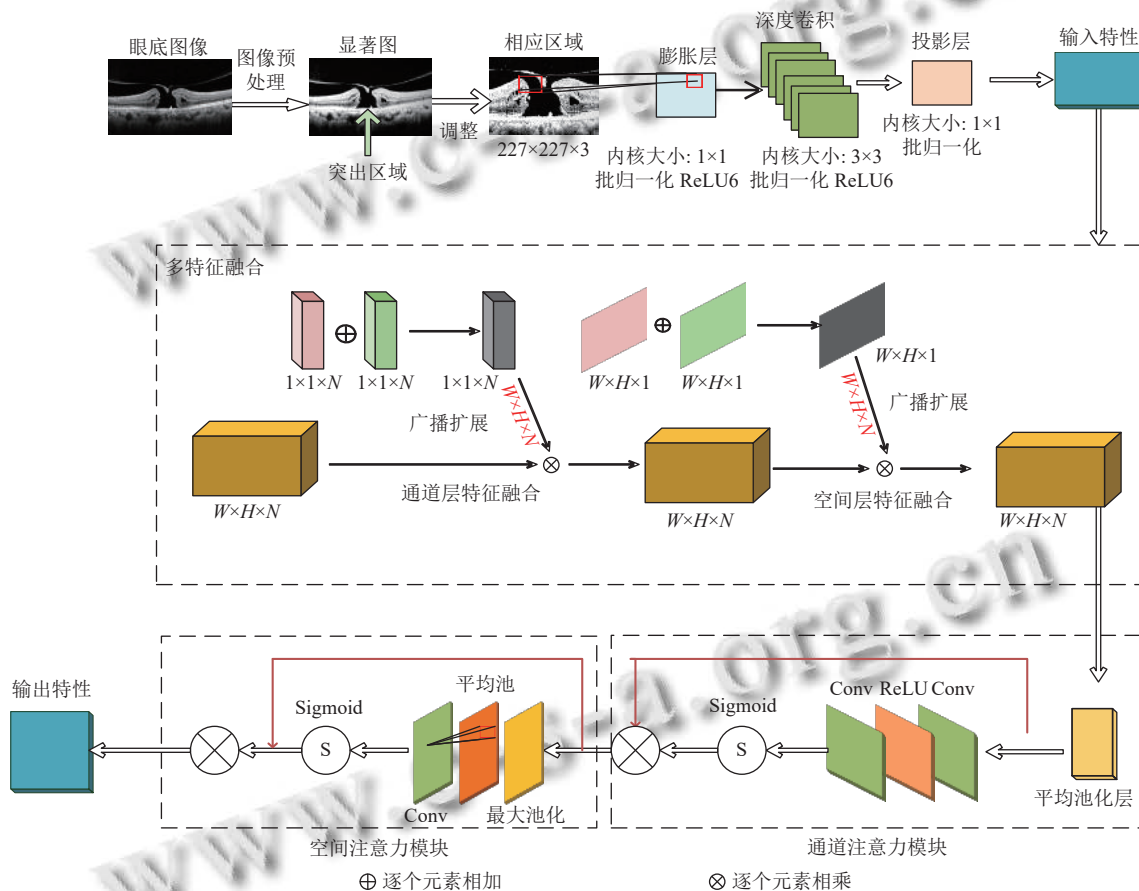 眼底图像
图像预
处理
显著图
突出区域
调整
相应区域
227×227×3
膨胀层
内核大小: 1×1
批归一化 ReLU6
深度卷积
内核大小: 3×3
批归一化 ReLU6
投影层
内核大小: 1×1
批归一化
输入特性
多特征融合
1×1×N
1×1×N
1×1×N
W×H×1
W×H×1
W×H×1
广播扩展
W×H×N
广播扩展
W×H×N
通道层特征融合
空间层特征融合
W×H×N
W×H×N
W×H×N
输出特性
Sigmoid
S
平均池
Conv
最大池化
空间注意力模块
Sigmoid
S
Conv ReLU Conv
平均池化层
通道注意力模块
⊕ 逐个元素相加
⊗ 逐个元素相乘
www.c-s-a.org.cn
www.c-s-a.org.cn